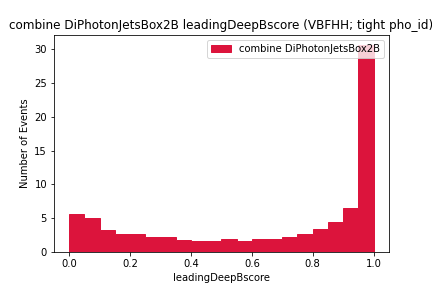 combine DiPhotonJetsBox2B leadingDeepBscore (VBFHH; tight pho_id)
combine DiPhotonJetsBox2B
30
25
20
15
10
5
0
Number of Events
0.0 0.2 0.4 0.6 0.8 1.0
leadingDeepBscore